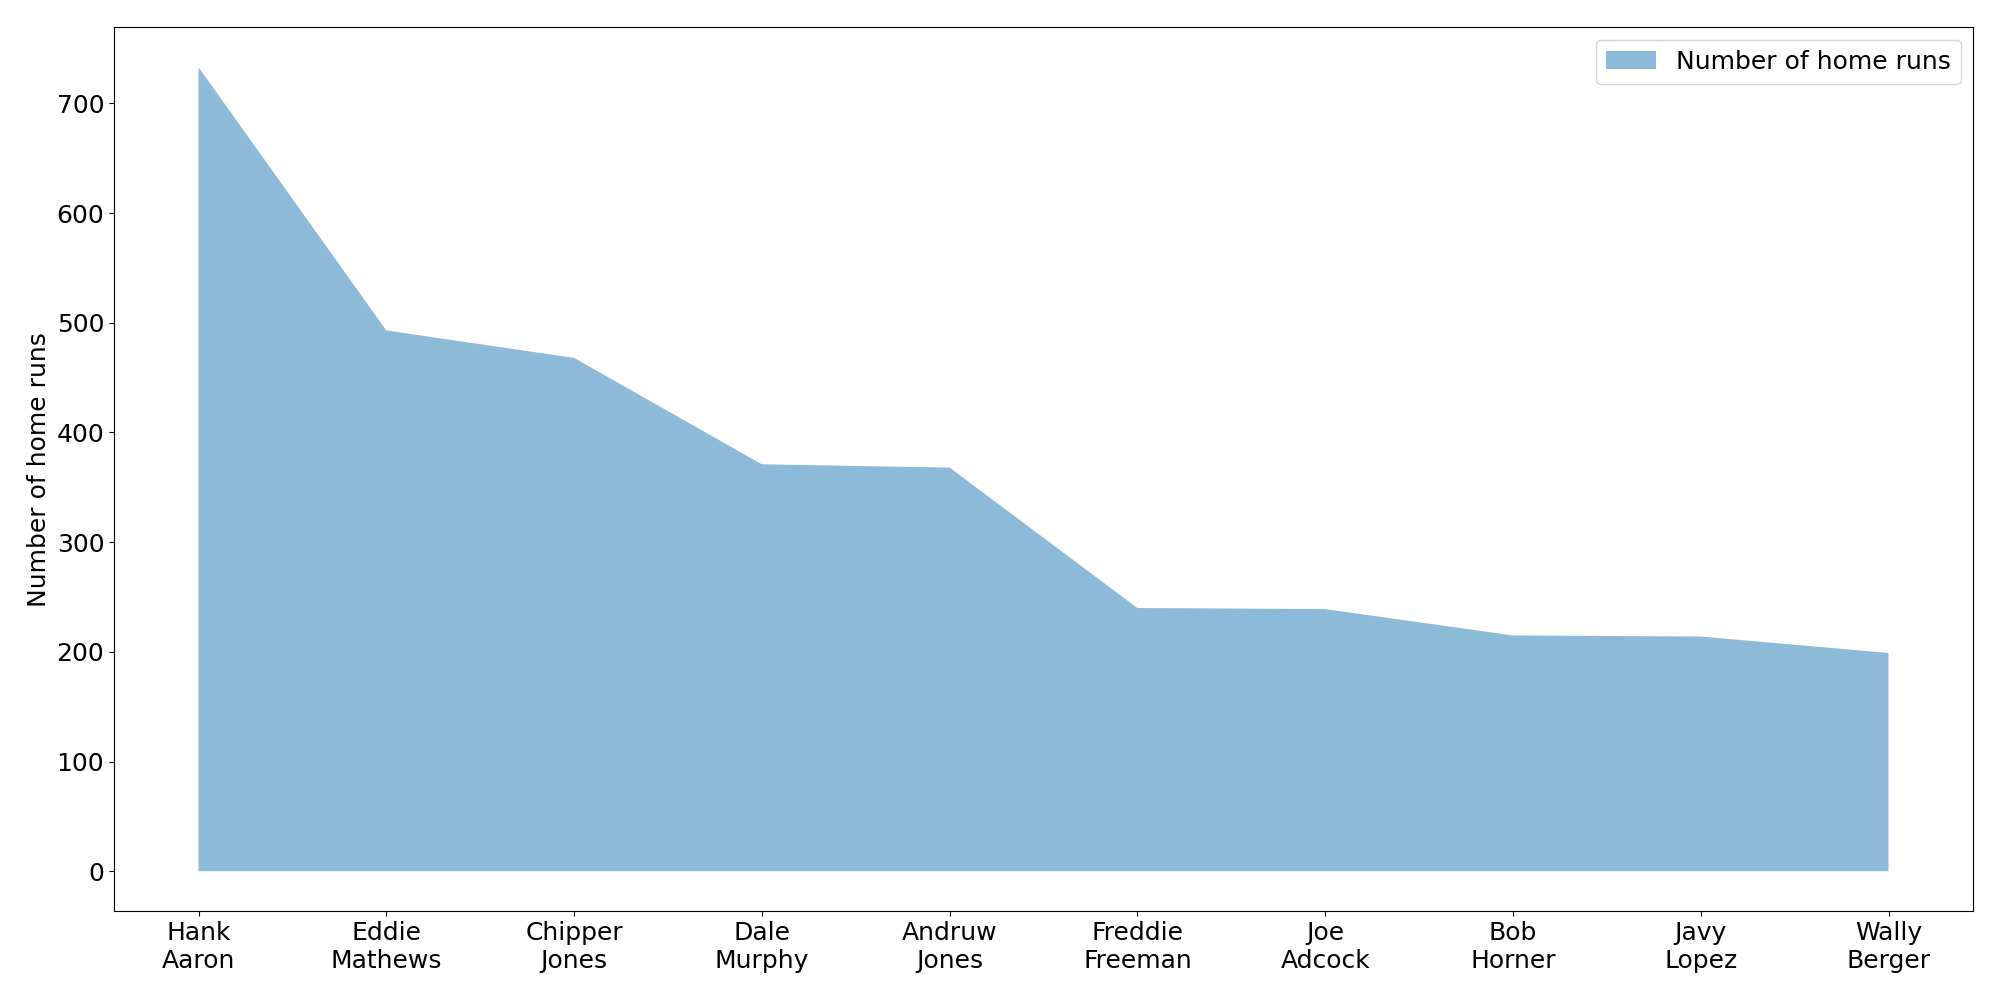 Number of home runs
700
600
500
400
300
200
100
0
Number of home runs
Hank
Aaron
Eddie
Mathews
Chipper
Jones
Dale
Murphy
Andruw
Jones
Freddie
Freeman
Joe
Adcock
Bob
Horner
Javy
Lopez
Wally
Berger